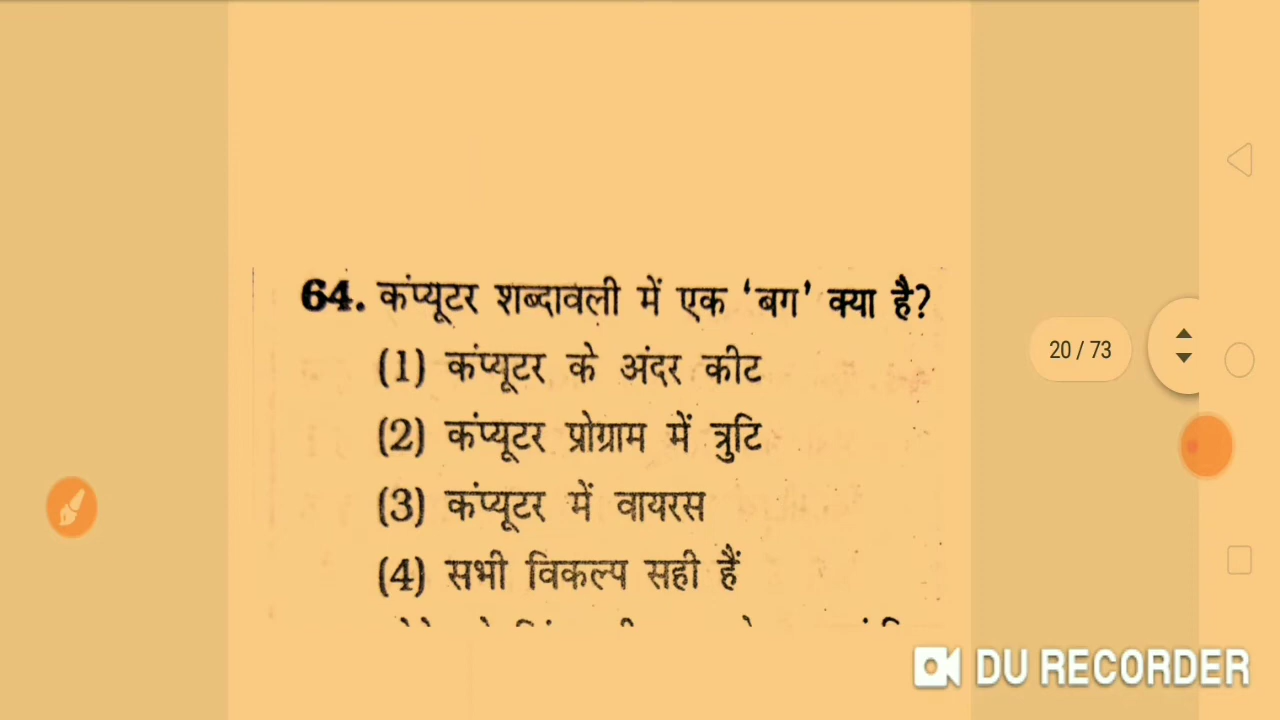 64. कंप्यूटर शब्दावली में एक ‘बग’ क्या है?
(1) कंप्यूटर के अंदर कीट
(2) कंप्यूटर प्रोग्राम में त्रुटि
(3) कंप्यूटर में वायरस
(4) सभी विकल्प सही हैं
20 / 73
DU RECORDER